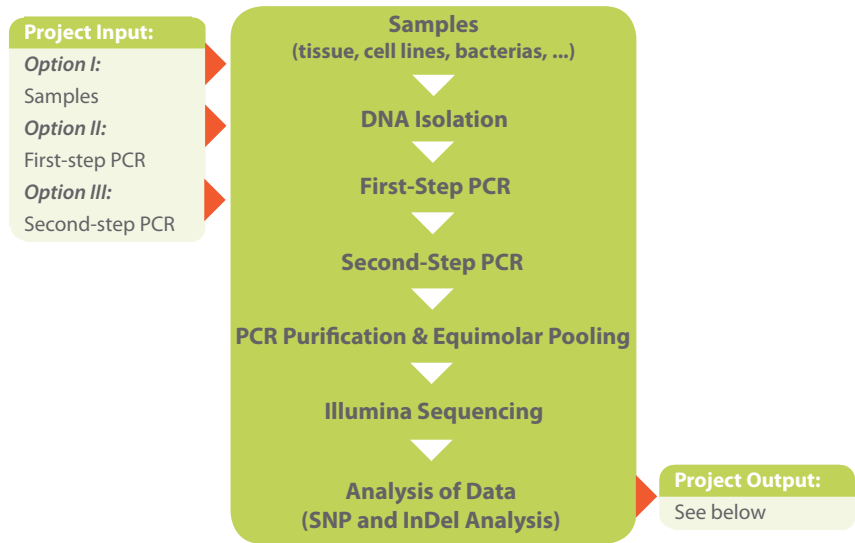 Project Input:
Option I:
Samples
Option II:
First-step PCR
Option III:
Second-step PCR
Samples
(tissue, cell lines, bacterias, ...)
DNA Isolation
First-Step PCR
Second-Step PCR
PCR Purification & Equimolar Pooling
Illumina Sequencing
Analysis of Data
(SNP and InDel Analysis)
Project Output:
See below